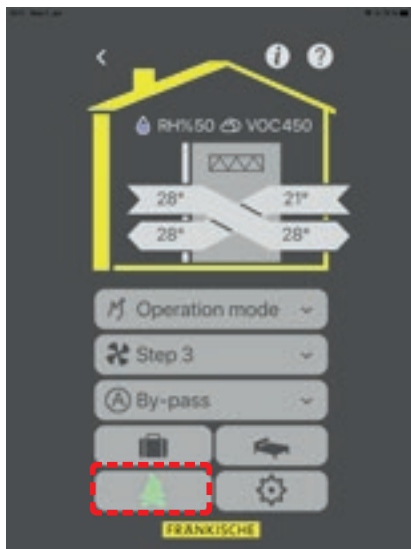 RH%50 VOC450
28° 21°
28° 28°
Operation mode
Step 3
A By-pass
FRÄNKISCHE